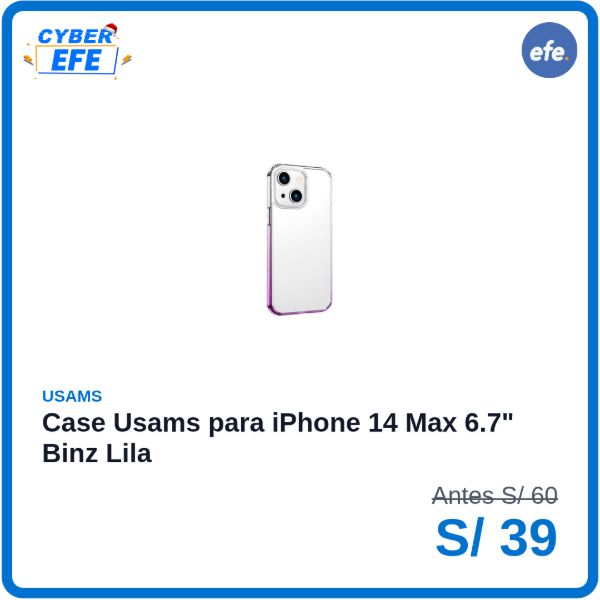 CYBER
EFE
efe.
USAMS
Case Usams para iPhone 14 Max 6.7"
Binz Lila
Antes S/ 60
S/ 39